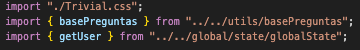 import "./Trivial.css";
import { basePreguntas } from "../../utils/basePreguntas";
import { getUser } from "../../global/state/globalState";